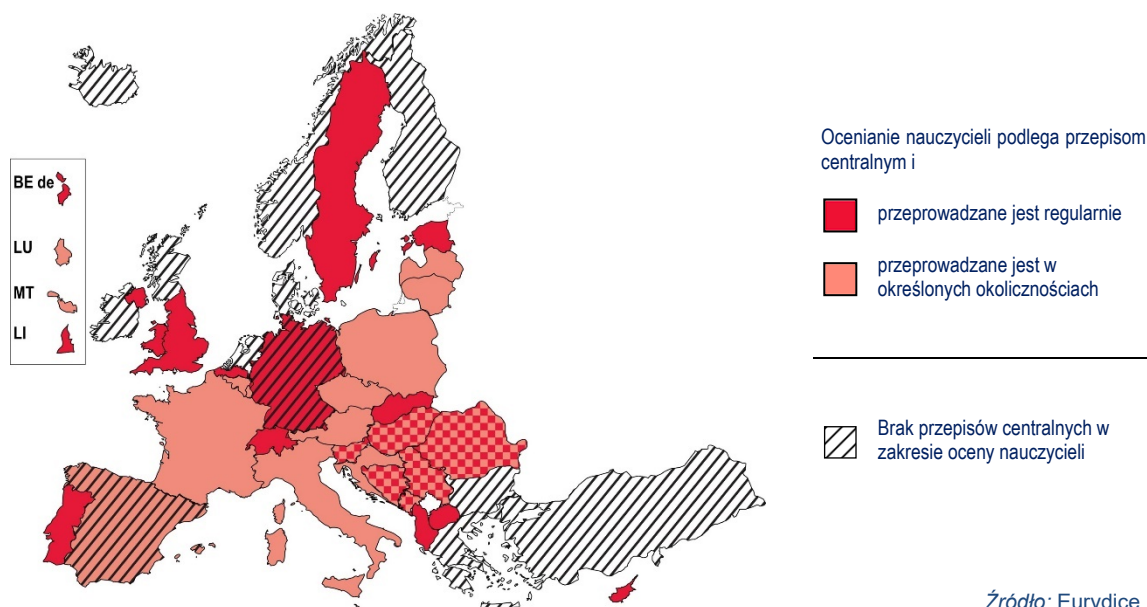 BE de
LU
MT
LI
Ocenianie nauczycieli podlega przepisom
centralnym i
przeprowadzane jest regularnie
przeprowadzane jest w
określonych okolicznościach
Brak przepisów centralnych w
zakresie oceny nauczycieli
Źródło: Eurydice